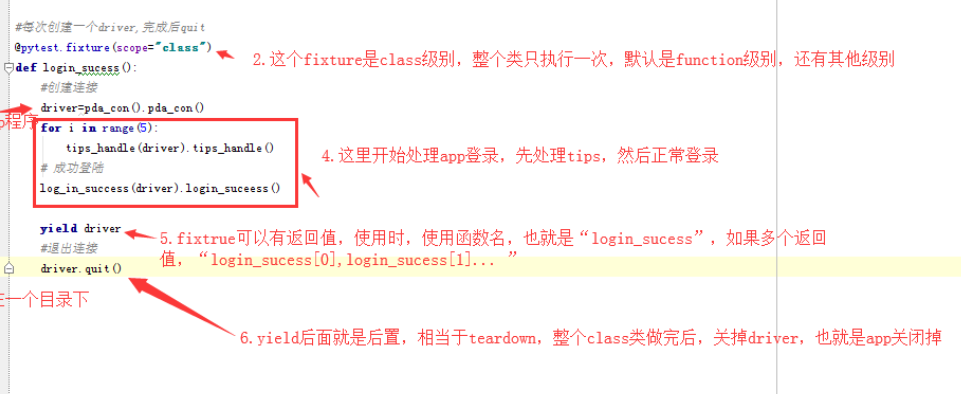 #每次创建一个driver,完成后quit
@pytest.fixture(scope="class")
2.这个fixture是class级别，整个类只执行一次，默认是function级别，还有其他级别
def login_sucess():
#创建连接
driver=pda_con().pda_con()
程序
for i in range(5):
tips_handle(driver).tips_handle()
4.这里开始处理app登录，先处理tips，然后正常登录
# 成功登陆
log_in_success(driver).login_suceess()
yield driver
5.fixtrue可以有返回值，使用时，使用函数名，也就是“login_sucess”，如果多个返回
值，“login_sucess[0],login_sucess[1]... ”
#退出连接
driver.quit()
一个目录下
6.yield后面就是后置，相当于teardown，整个class类做完后，关掉driver，也就是app关闭掉